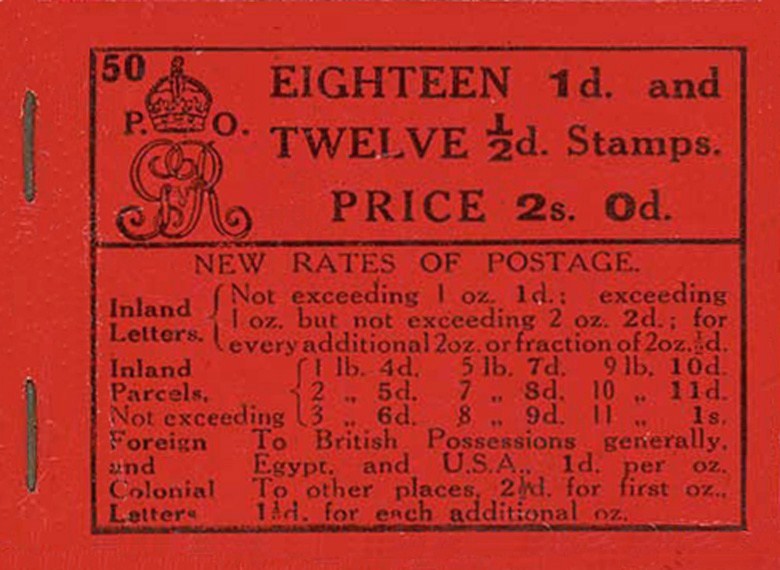 50
P. O.
GRV
EIGHTEEN 1d. and
TWELVE ½d. Stamps.
PRICE 2s. 0d.
NEW RATES OF POSTAGE.
Inland Letters. { Not exceeding 1 oz. 1d.; exceeding
1 oz. but not exceeding 2 oz. 2d.; for
every additional 2oz. or fraction of 2oz. ½d.
Inland { 1 lb. 4d. 5 lb. 7d. 9 lb. 10d.
Parcels. 2 „ 5d. 7 „ 8d. 10 „ 11d.
Not exceeding 3 „ 6d. 8 „ 9d. 11 „ 1s.
Foreign To British Possessions generally,
and Egypt, and U.S.A., 1d. per oz.
Colonial To other places, 2½d. for first oz.,
Letters 1½d. for each additional oz.